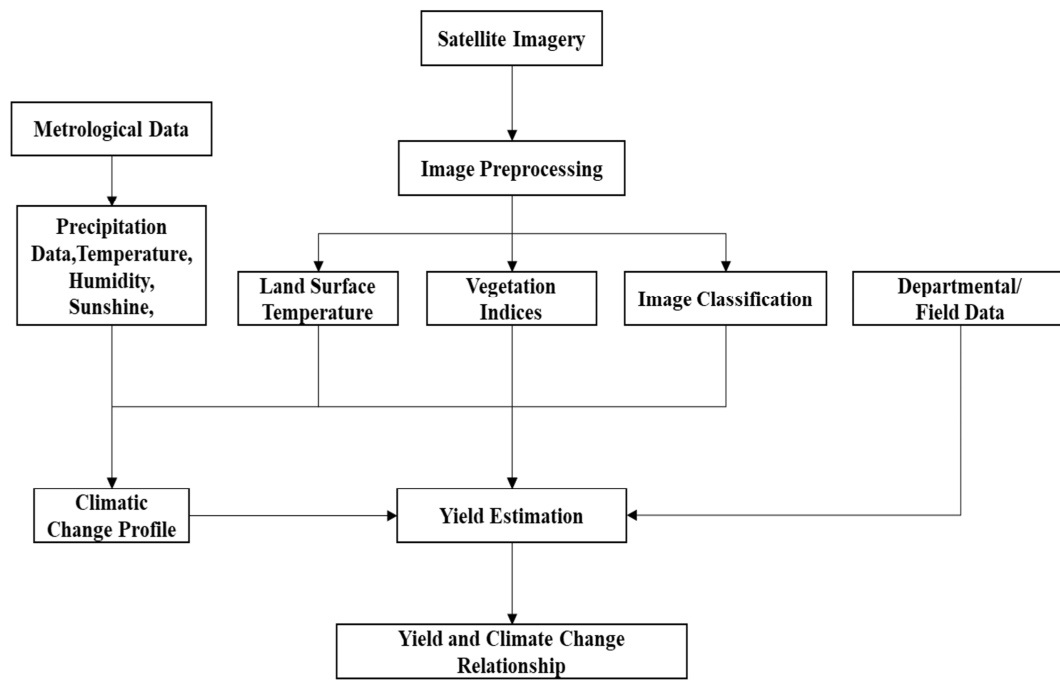 Satellite Imagery
Metrological Data
Image Preprocessing
Precipitation
Data,Temperature,
Humidity,
Sunshine,
Land Surface
Temperature
Vegetation
Indices
Image Classification
Departmental/
Field Data
Climatic
Change Profile
Yield Estimation
Yield and Climate Change
Relationship